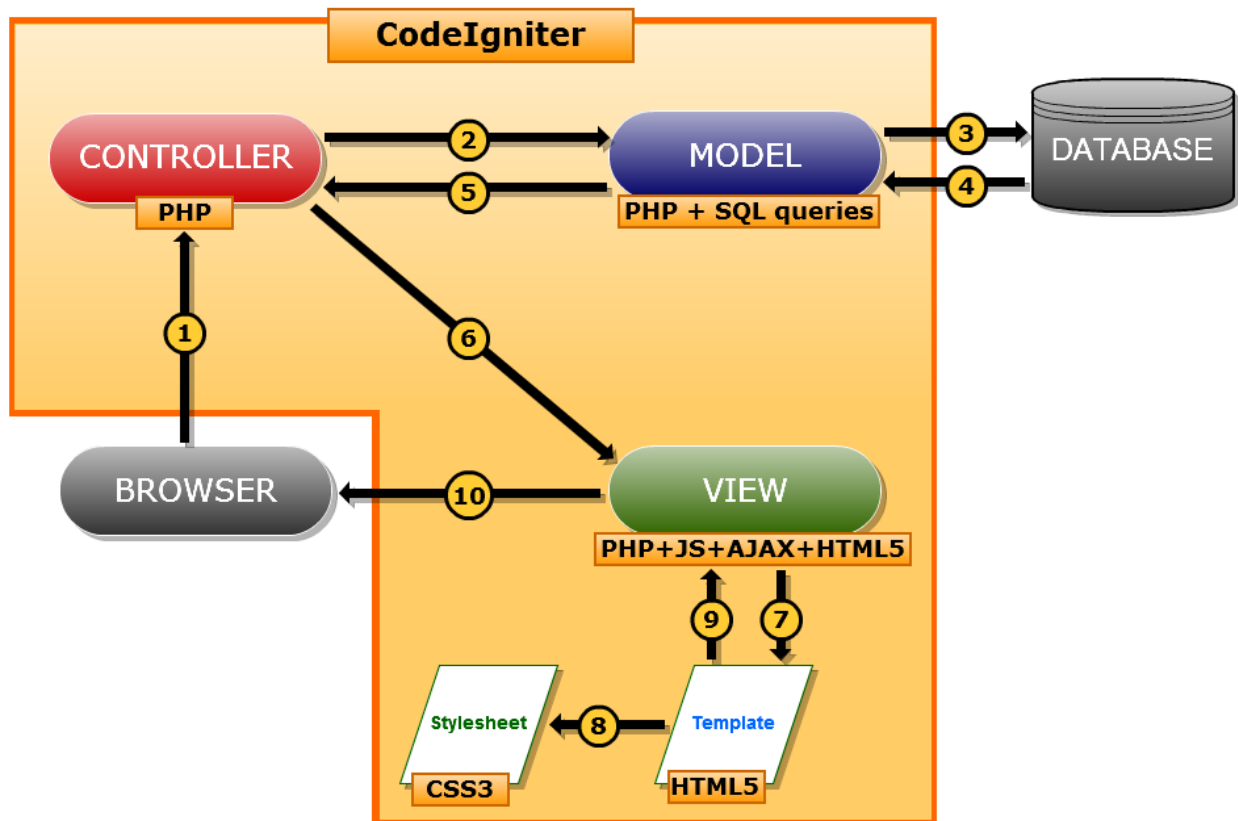 CodeIgniter
CONTROLLER
PHP
2
5
MODEL
PHP + SQL queries
3
4
DATABASE
1
6
BROWSER
10
VIEW
PHP+JS+AJAX+HTML5
9
7
Stylesheet
CSS3
8
Template
HTML5